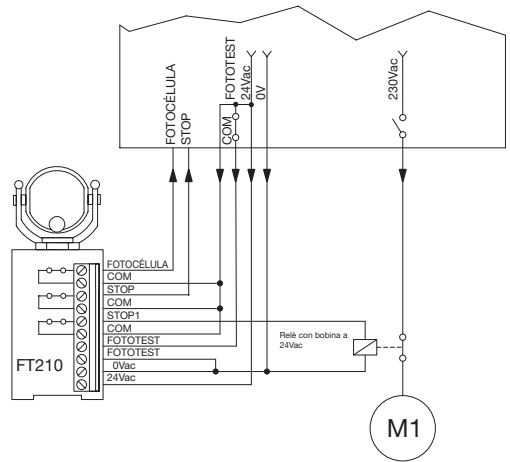 FOTOCÉLULA
STOP
COM
FOTOTEST
24Vac
0V
230Vac
FOTOCÉLULA
COM
STOP
COM
STOP1
COM
FOTOTEST
FOTOTEST
0Vac
24Vac
FT210
Relè con bobina a
24Vac
M1